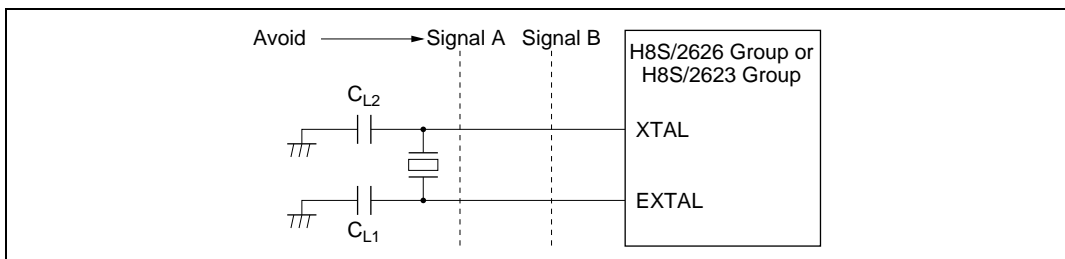 Avoid Signal A Signal B
H8S/2626 Group or
H8S/2623 Group
CL2
XTAL
EXTAL
CL1